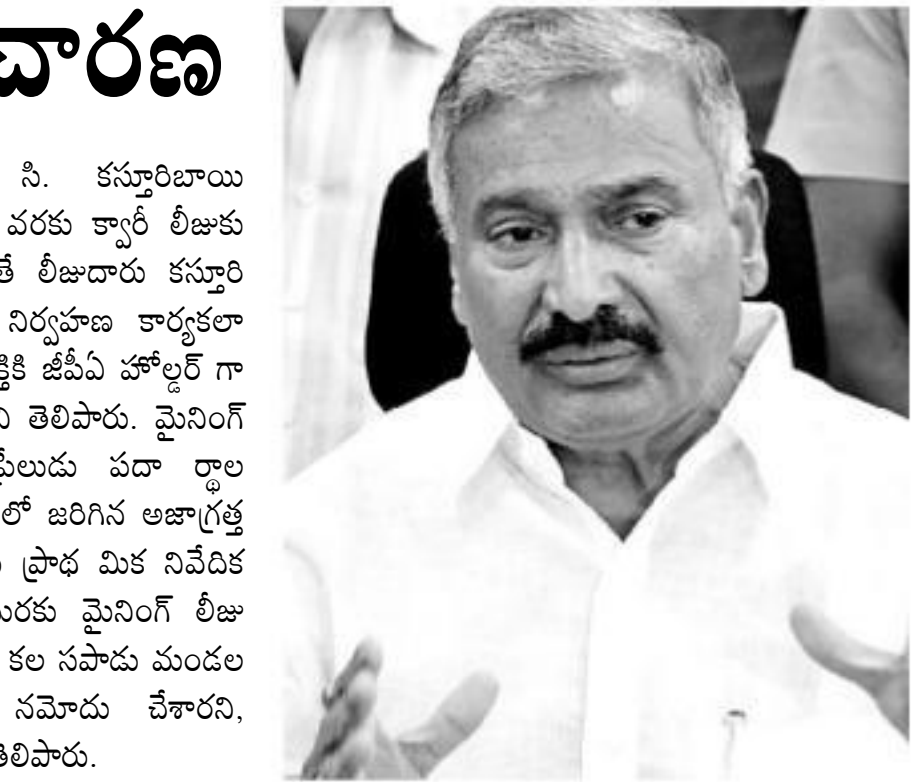 చారణ
సి. కస్తూరిబాయి
వరకు క్వారీ లీజుకు
తే లీజుదారు కస్తూరి
నిర్వహణ కార్యకలా
క్తికి జీపీఏ హోల్డర్ గా
ని తెలిపారు. మైనింగ్
ప్రేలుడు పదా ర్థాల
లో జరిగిన అజాగ్రత్త
ప్రాథ మిక నివేదిక
మైనింగ్ లీజు
కల సపాడు మండల
నమోదు చేశారని,
తెలిపారు.